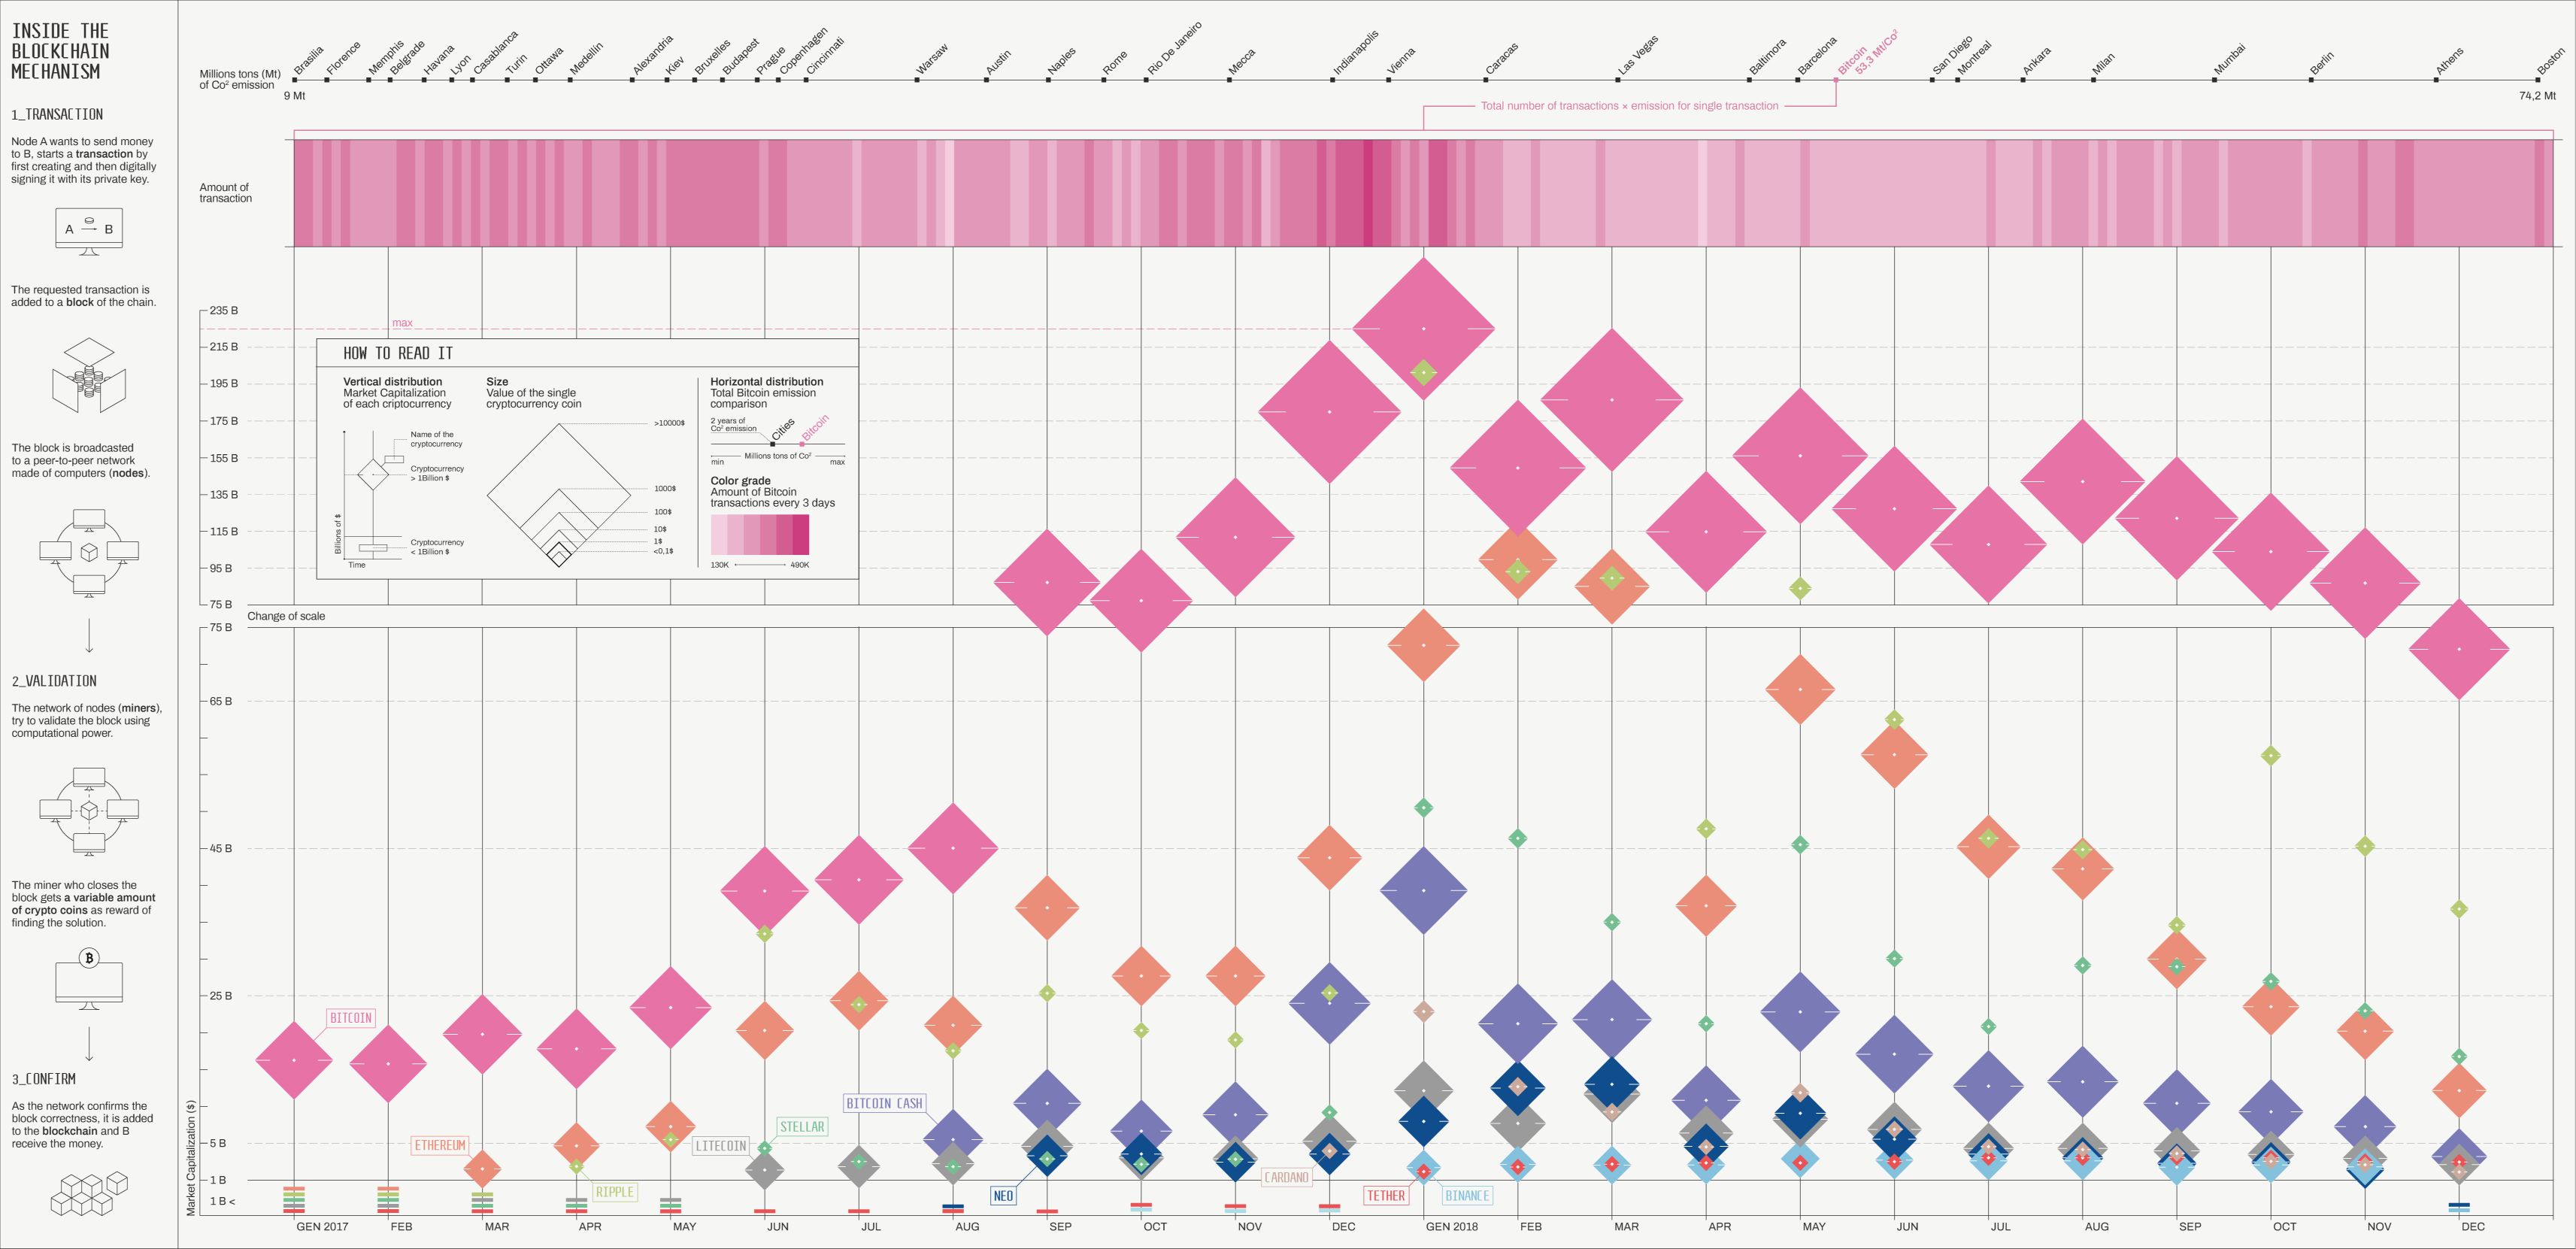 INSIDE THE
BLOCKCHAIN
MECHANISM
1_TRANSACTION
Node A wants to send money
to B, starts a transaction by
first creating and then digitally
signing it with its private key.
A B
The requested transaction is
added to a block of the chain.
The block is broadcasted
to a peer-to-peer network
made of computers (nodes).
2_VALIDATION
The network of nodes (miners),
try to validate the block using
computational power.
The miner who closes the
block gets a variable amount
of crypto coins as reward of
finding the solution.
₿
3_CONFIRM
As the network confirms the
block correctness, it is added
to the blockchain and B
receive the money.
Millions tons (Mt)
of Co² emission
9 Mt
Brasilia
Florence
Memphis
Belgrade
Havana
Lyon
Casablanca
Turin
Ottawa
Medellín
Alexandria
Kiev
Bruxelles
Budapest
Prague
Copenhagen
Cincinnati
Warsaw
Austin
Naples
Rome
Rio De Janeiro
Mecca
Indianapolis
Vienna
Caracas
Las Vegas
Baltimora
Barcelona
Bitcoin
53,3 Mt/Co²
San Diego
Montreal
Ankara
Milan
Mumbai
Berlin
Athens
Boston
74,2 Mt
Total number of transactions × emission for single transaction
Amount of
transaction
235 B
max
215 B
195 B
175 B
155 B
135 B
115 B
95 B
75 B
HOW TO READ IT
Vertical distribution
Market Capitalization
of each criptocurrency
Name of the
cryptocurrency
Cryptocurrency
> 1Billion $
Cryptocurrency
< 1Billion $
Billions of $
Time
Size
Value of the single
cryptocurrency coin
>10000$
1000$
100$
10$
1$
<0,1$
Horizontal distribution
Total Bitcoin emission
comparison
2 years of
Co² emission
Cities
Bitcoin
Millions tons of Co²
min
max
Color grade
Amount of Bitcoin
transactions every 3 days
130K
490K
Change of scale
75 B
65 B
45 B
25 B
5 B
1 B
1 B <
Market Capitalization ($)
BITCOIN
ETHEREUM
RIPPLE
LITECOIN
STELLAR
BITCOIN CASH
NEO
CARDANO
TETHER
BINANCE
GEN 2017
FEB
MAR
APR
MAY
JUN
JUL
AUG
SEP
OCT
NOV
DEC
GEN 2018
FEB
MAR
APR
MAY
JUN
JUL
AUG
SEP
OCT
NOV
DEC